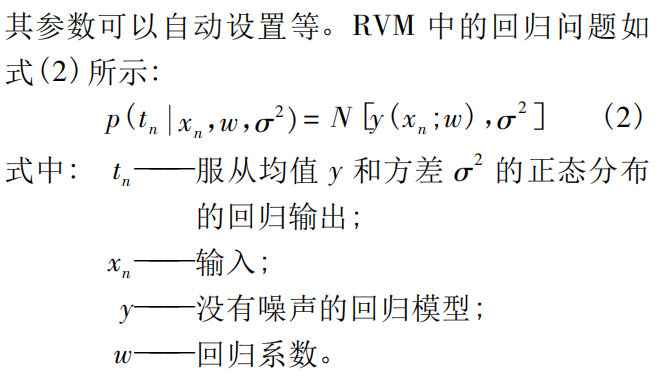 其参数可以自动设置等。RVM 中的回归问题如
式(2)所示:
p(tₙ|xₙ,w,σ²)= N [y(xₙ;w),σ²] (2)
式中: tₙ——服从均值 y 和方差 σ² 的正态分布
的回归输出;
xₙ——输入;
y——没有噪声的回归模型;
w——回归系数。